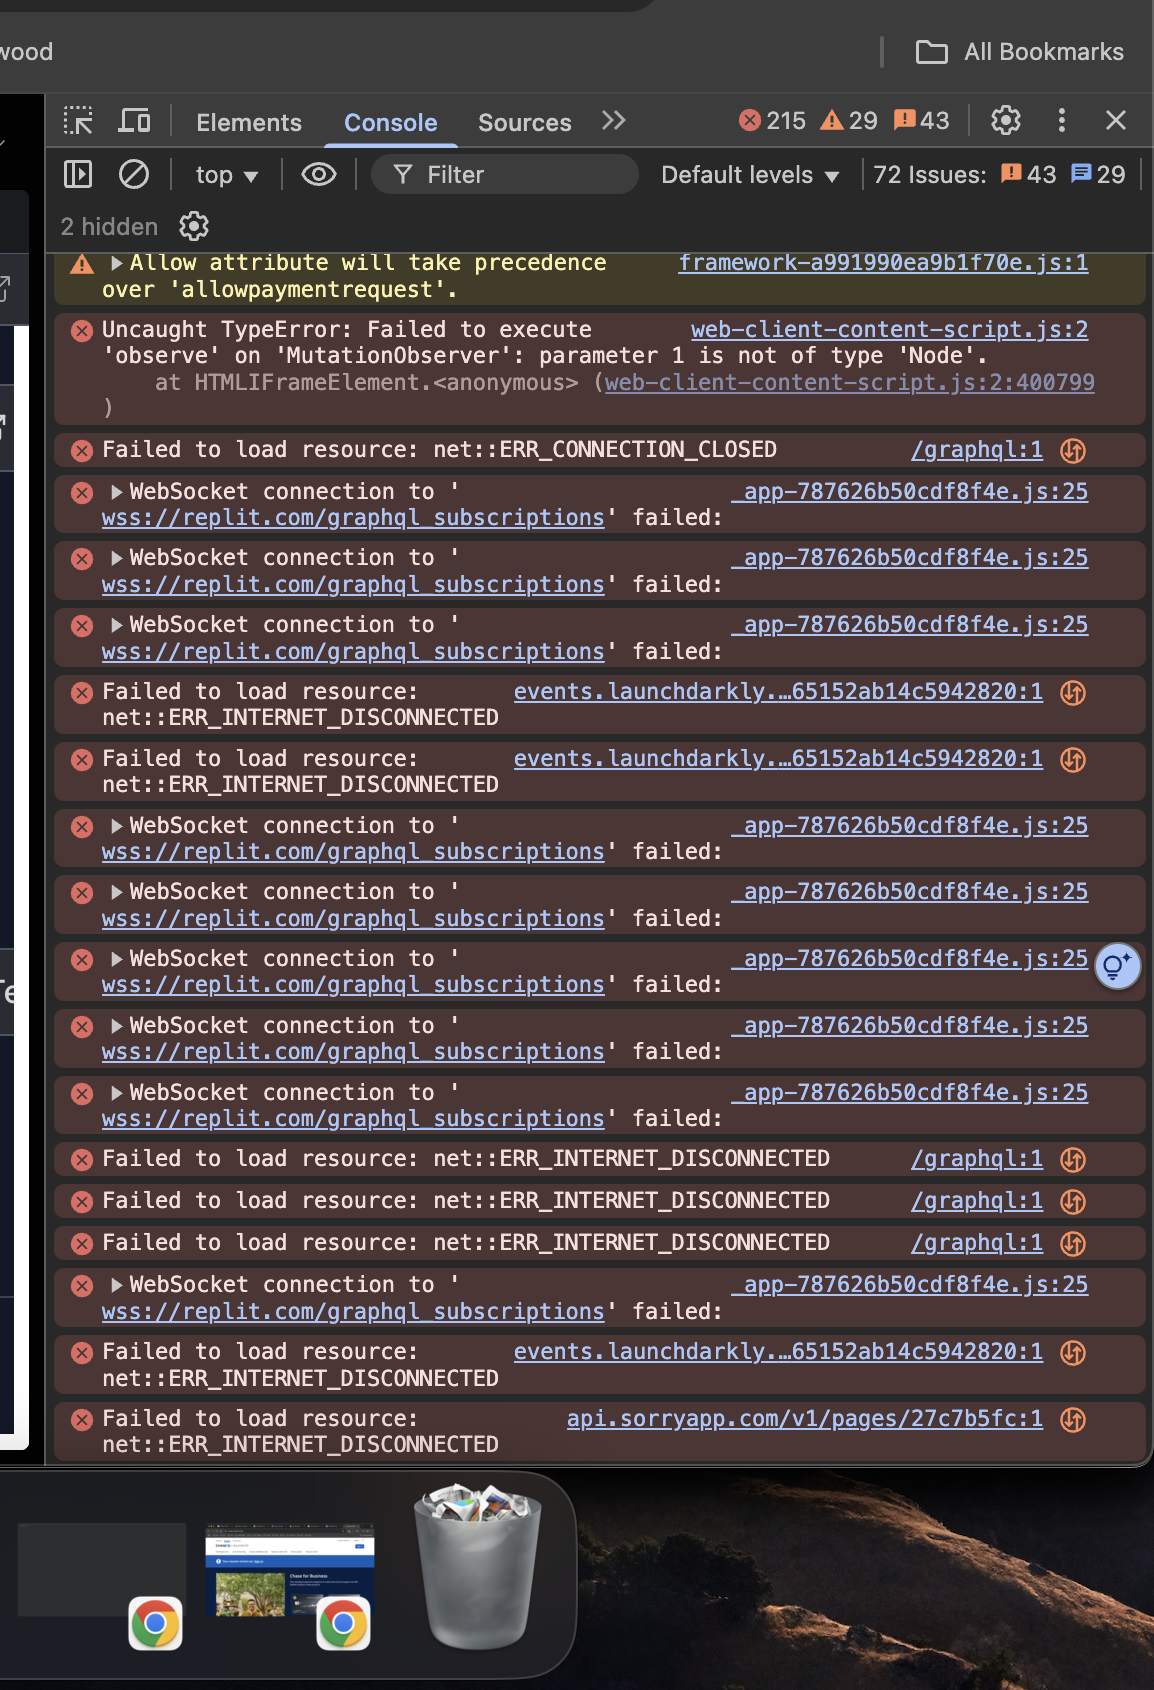 wood
All Bookmarks
Elements Console Sources 215 29 43
top Filter Default levels 72 Issues: 43 29
2 hidden
Allow attribute will take precedence framework-a991990ea9b1f70e.js:1
over 'allowpaymentrequest'.
Uncaught TypeError: Failed to execute web-client-content-script.js:2
'observe' on 'MutationObserver': parameter 1 is not of type 'Node'.
at HTMLIFrameElement.<anonymous> (web-client-content-script.js:2:400799
)
Failed to load resource: net::ERR_CONNECTION_CLOSED /graphql:1
WebSocket connection to ' _app-787626b50cdf8f4e.js:25
wss://replit.com/graphql_subscriptions' failed:
WebSocket connection to ' _app-787626b50cdf8f4e.js:25
wss://replit.com/graphql_subscriptions' failed:
WebSocket connection to ' _app-787626b50cdf8f4e.js:25
wss://replit.com/graphql_subscriptions' failed:
Failed to load resource: events.launchdarkly.…65152ab14c5942820:1
net::ERR_INTERNET_DISCONNECTED
Failed to load resource: events.launchdarkly.…65152ab14c5942820:1
net::ERR_INTERNET_DISCONNECTED
WebSocket connection to ' _app-787626b50cdf8f4e.js:25
wss://replit.com/graphql_subscriptions' failed:
WebSocket connection to ' _app-787626b50cdf8f4e.js:25
wss://replit.com/graphql_subscriptions' failed:
WebSocket connection to ' _app-787626b50cdf8f4e.js:25
wss://replit.com/graphql_subscriptions' failed:
WebSocket connection to ' _app-787626b50cdf8f4e.js:25
wss://replit.com/graphql_subscriptions' failed:
WebSocket connection to ' _app-787626b50cdf8f4e.js:25
wss://replit.com/graphql_subscriptions' failed:
Failed to load resource: net::ERR_INTERNET_DISCONNECTED /graphql:1
Failed to load resource: net::ERR_INTERNET_DISCONNECTED /graphql:1
Failed to load resource: net::ERR_INTERNET_DISCONNECTED /graphql:1
WebSocket connection to ' _app-787626b50cdf8f4e.js:25
wss://replit.com/graphql_subscriptions' failed:
Failed to load resource: events.launchdarkly.…65152ab14c5942820:1
net::ERR_INTERNET_DISCONNECTED
Failed to load resource: api.sorryapp.com/v1/pages/27c7b5fc:1
net::ERR_INTERNET_DISCONNECTED
Chase for Business